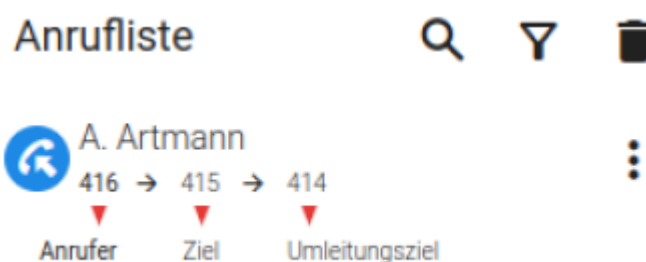 Anrufliste
A. Artmann
416 → 415 → 414
Anrufer Ziel Umleitungsziel